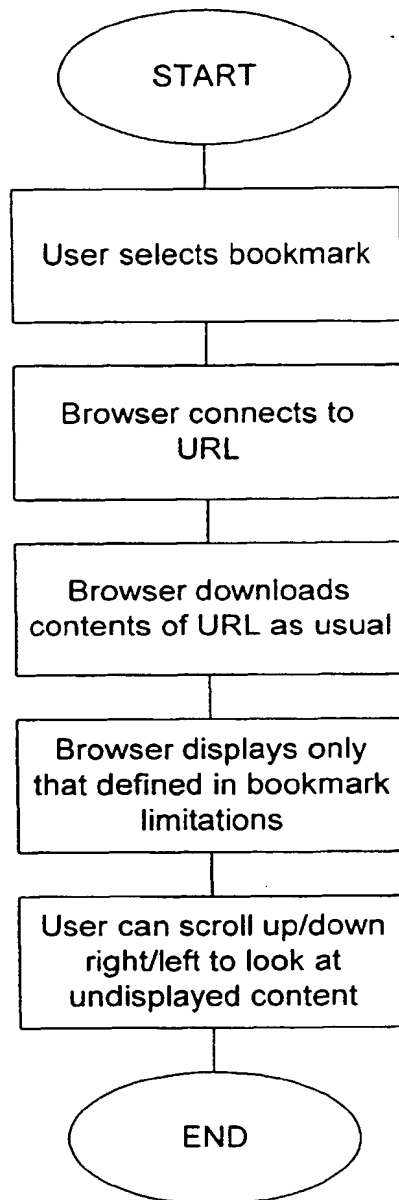 START
User selects bookmark
Browser connects to
URL
Browser downloads
contents of URL as usual
Browser displays only
that defined in bookmark
limitations
User can scroll up/down
right/left to look at
undisplayed content
END